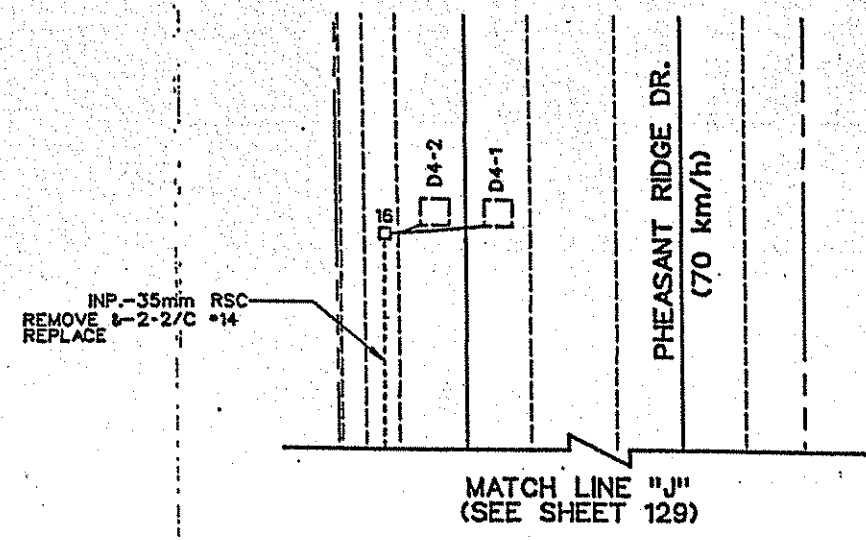 D4-2
D4-1
PHEASANT RIDGE DR.
(70 km/h)
16
INP.-35mm RSC
REMOVE &-2-2/C #14
REPLACE
MATCH LINE "J"
(SEE SHEET 129)